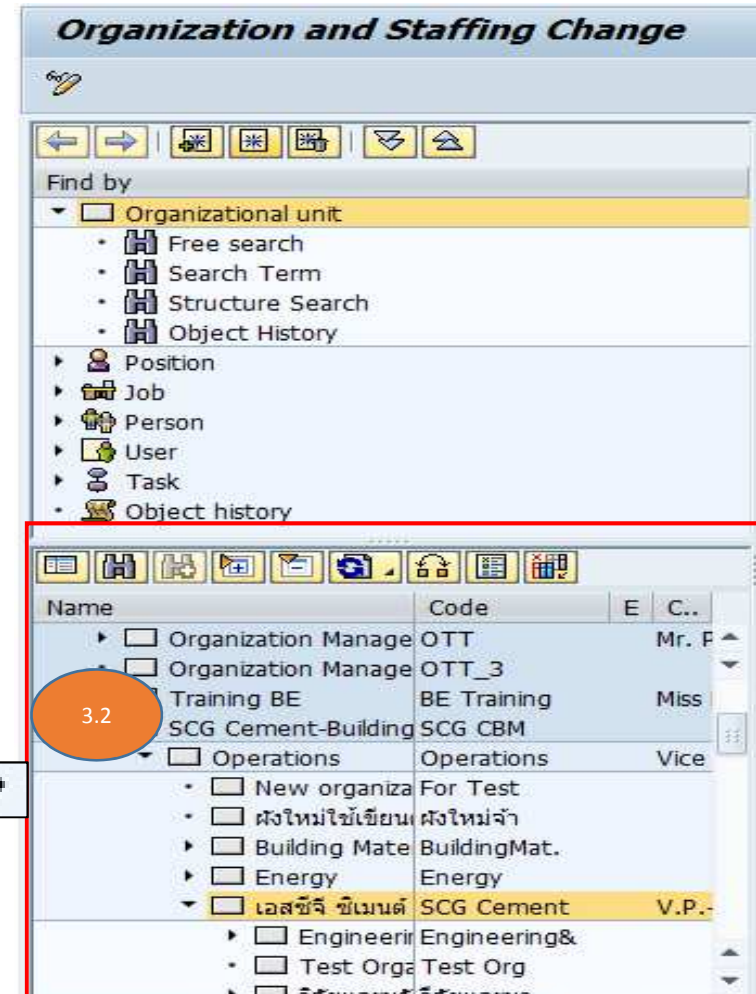 Organization and Staffing Change
Find by
Organizational unit
Free search
Search Term
Structure Search
Object History
Position
Job
Person
User
Task
Object history
Name Code E C..
Organization Manage OTT Mr. P
Organization Manage OTT_3
Training BE BE Training Miss
3.2
SCG Cement-Building SCG CBM
Operations Operations Vice
New organiza For Test
ผังใหม่ใช้เขียน ผังใหม่จ้า
Building Mate BuildingMat.
Energy Energy
เอสซีจี ซิเมนต์ SCG Cement V.P.-
Engineerin Engineering&
Test Orga Test Org